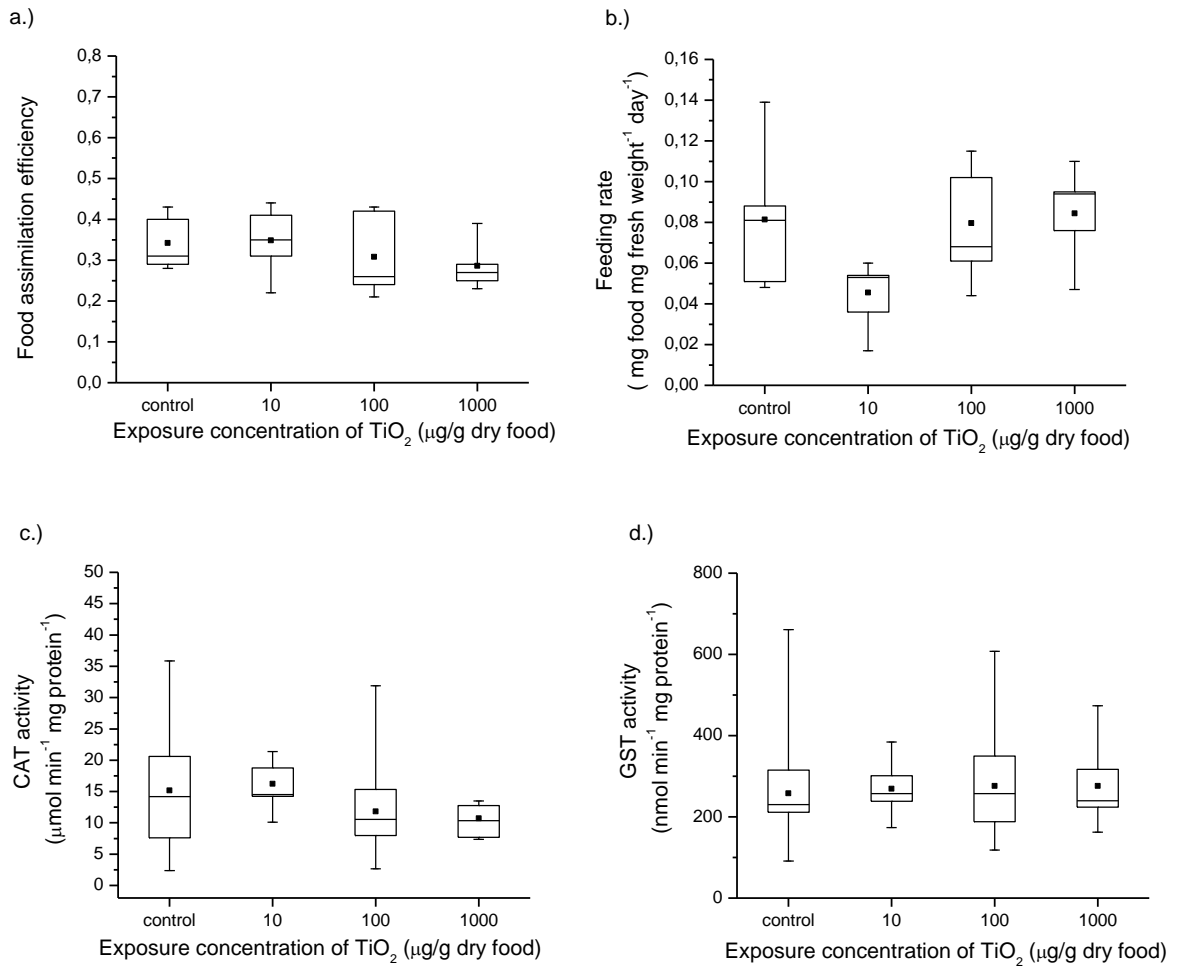 a.)
Food assimilation efficiency
0,8
0,7
0,6
0,5
0,4
0,3
0,2
0,1
0,0
control 10 100 1000
Exposure concentration of TiO₂ (μg/g dry food)
b.)
Feeding rate
( mg food mg fresh weight⁻¹ day⁻¹)
0,16
0,14
0,12
0,10
0,08
0,06
0,04
0,02
0,00
control 10 100 1000
Exposure concentration of TiO₂ (μg/g dry food)
c.)
CAT activity
(μmol min⁻¹ mg protein⁻¹)
50
45
40
35
30
25
20
15
10
5
0
control 10 100 1000
Exposure concentration of TiO₂ (μg/g dry food)
d.)
GST activity
(nmol min⁻¹ mg protein⁻¹)
800
600
400
200
0
control 10 100 1000
Exposure concentration of TiO₂ (μg/g dry food)